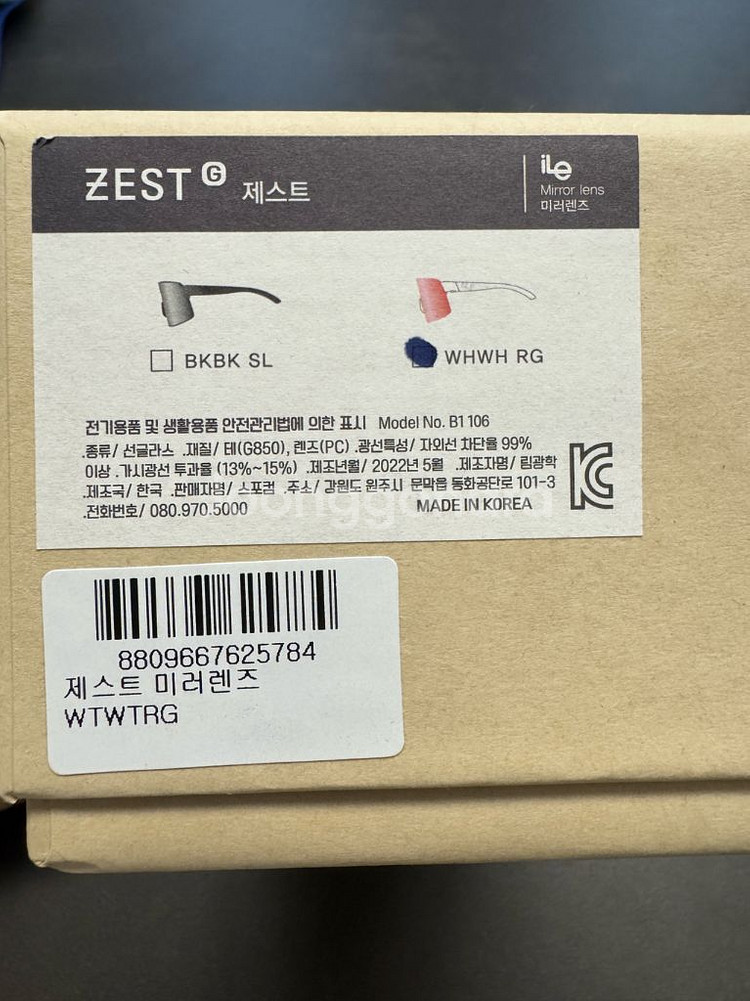 ZEST G 제스트
ile
Mirror lens
미러렌즈
BKBK SL
WHWH RG
전기용품 및 생활용품 안전관리법에 의한 표시 Model No. B1106
.종류/ 선글라스 .재질/ 테(G850), 렌즈(PC) .광선특성/ 자외선 차단율 99%
이상 .가시광선 투과율 (13%~15%) .제조년월/ 2022년 5월 .제조자명/ 림광학
.제조국/ 한국 .판매자명/ 스포컴 .주소/ 강원도 원주시 문막읍 동화공단로 101-3
.전화번호/ 080.970.5000 MADE IN KOREA
8809667625784
제스트 미러렌즈
WTWTRG